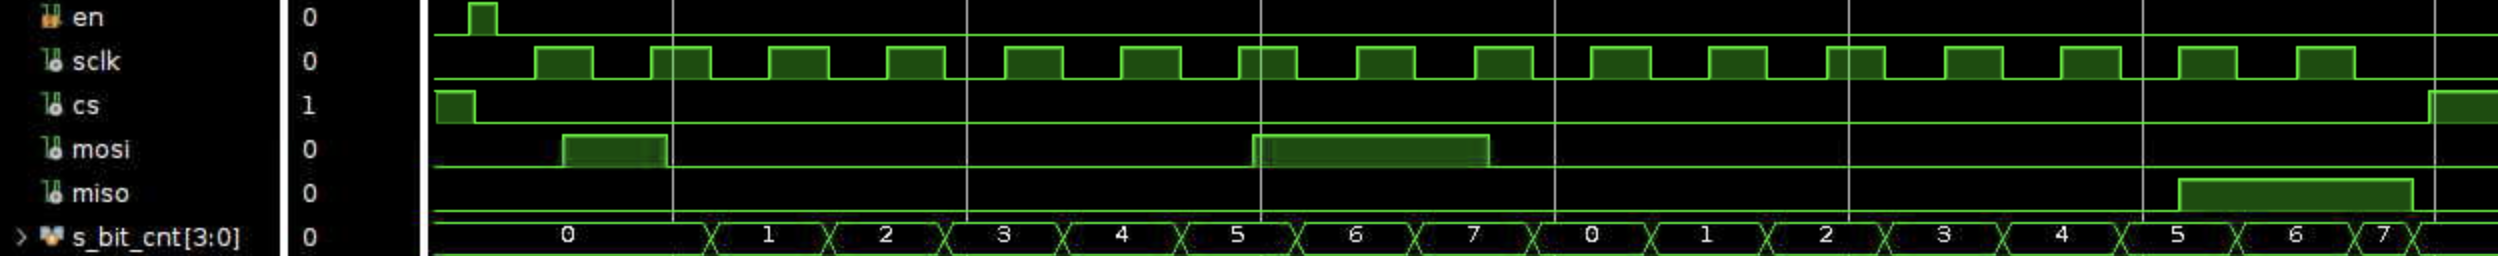 en 0
sclk 0
cs 1
mosi 0
miso 0
s_bit_cnt[3:0] 0 0 1 2 3 4 5 6 7 0 1 2 3 4 5 6 7